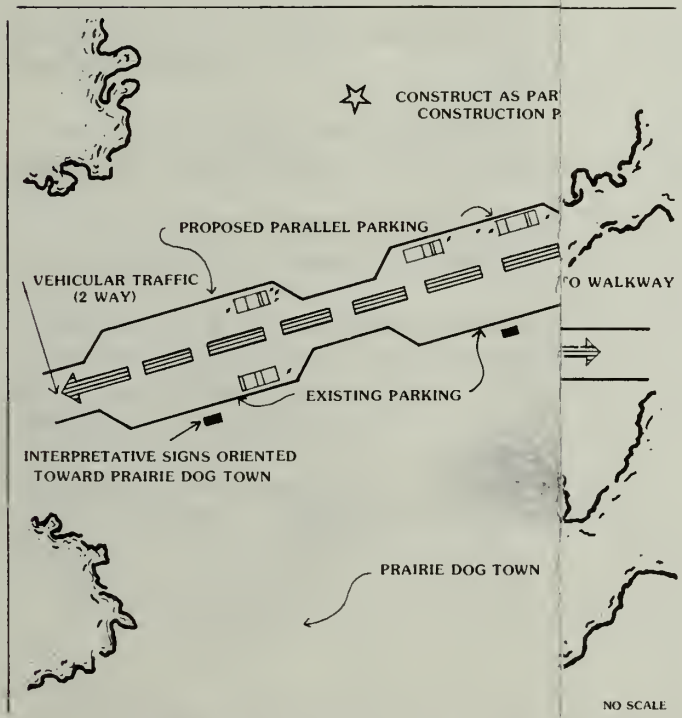 CONSTRUCT AS PAR
CONSTRUCTION P
PROPOSED PARALLEL PARKING
VEHICULAR TRAFFIC
(2 WAY)
TO WALKWAY
EXISTING PARKING
INTERPRETATIVE SIGNS ORIENTED
TOWARD PRAIRIE DOG TOWN
PRAIRIE DOG TOWN
NO SCALE